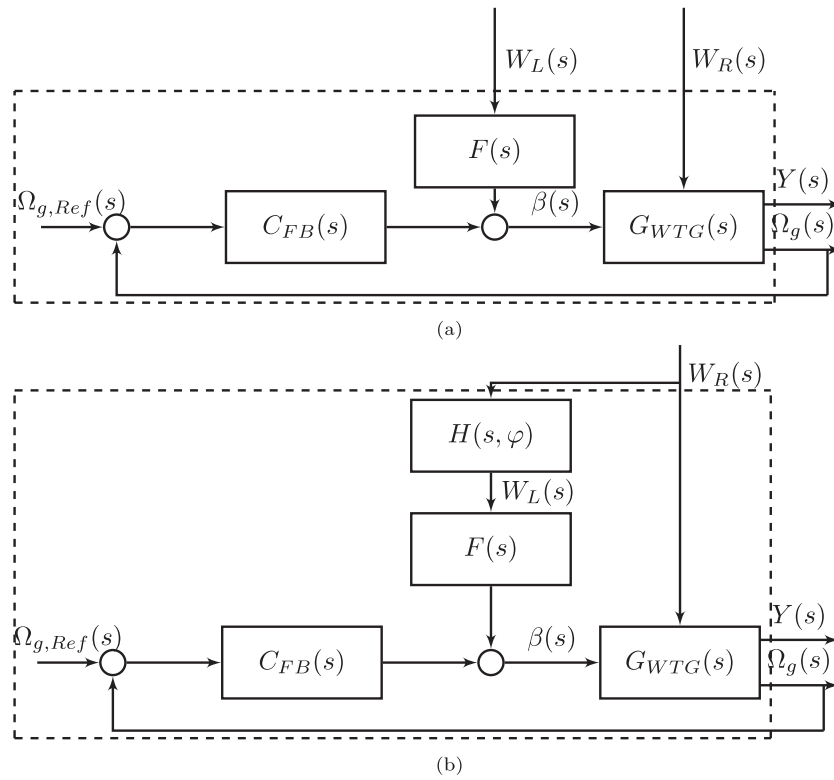 W_L(s)
W_R(s)
F(s)
Ω_{g,Ref}(s)
C_{FB}(s)
β(s)
G_{WTG}(s)
Y(s)
Ω_g(s)
(a)
W_R(s)
H(s, φ)
W_L(s)
F(s)
Ω_{g,Ref}(s)
C_{FB}(s)
β(s)
G_{WTG}(s)
Y(s)
Ω_g(s)
(b)